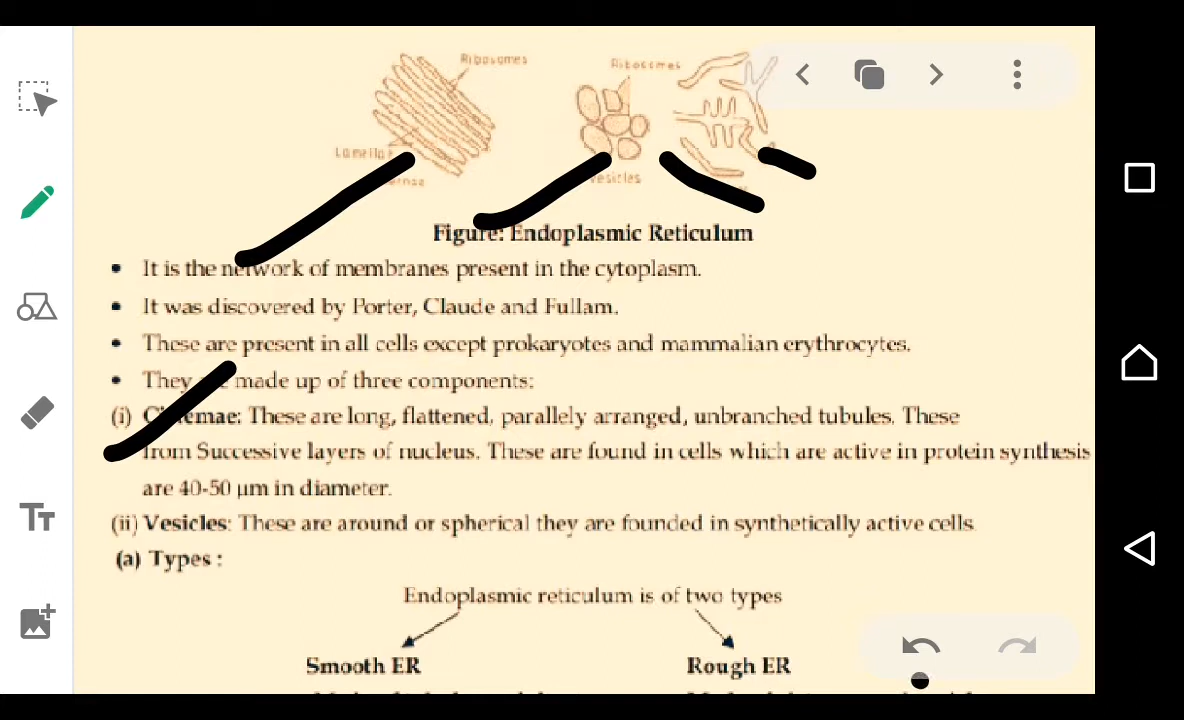 Ribosomes
Ribosomes
Lamellae
Vesicles
Figure: Endoplasmic Reticulum
• It is the network of membranes present in the cytoplasm.
• It was discovered by Porter, Claude and Fullam.
• These are present in all cells except prokaryotes and mammalian erythrocytes.
• They are made up of three components:
(i) These are long, flattened, parallely arranged, unbranched tubules. These
from Successive layers of nucleus. These are found in cells which are active in protein synthesis
are 40-50 μm in diameter.
(ii) Vesicles: These are around or spherical they are founded in synthetically active cells.
(a) Types :
Endoplasmic reticulum is of two types
Smooth ER
Rough ER
Tt